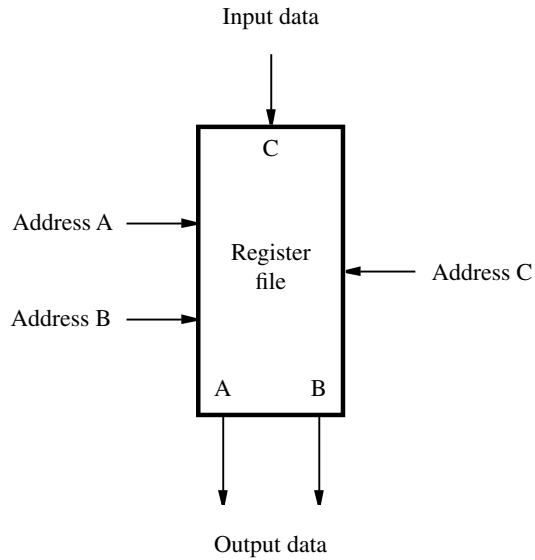 Input data
C
Address A
Register
file
Address C
Address B
A
B
Output data